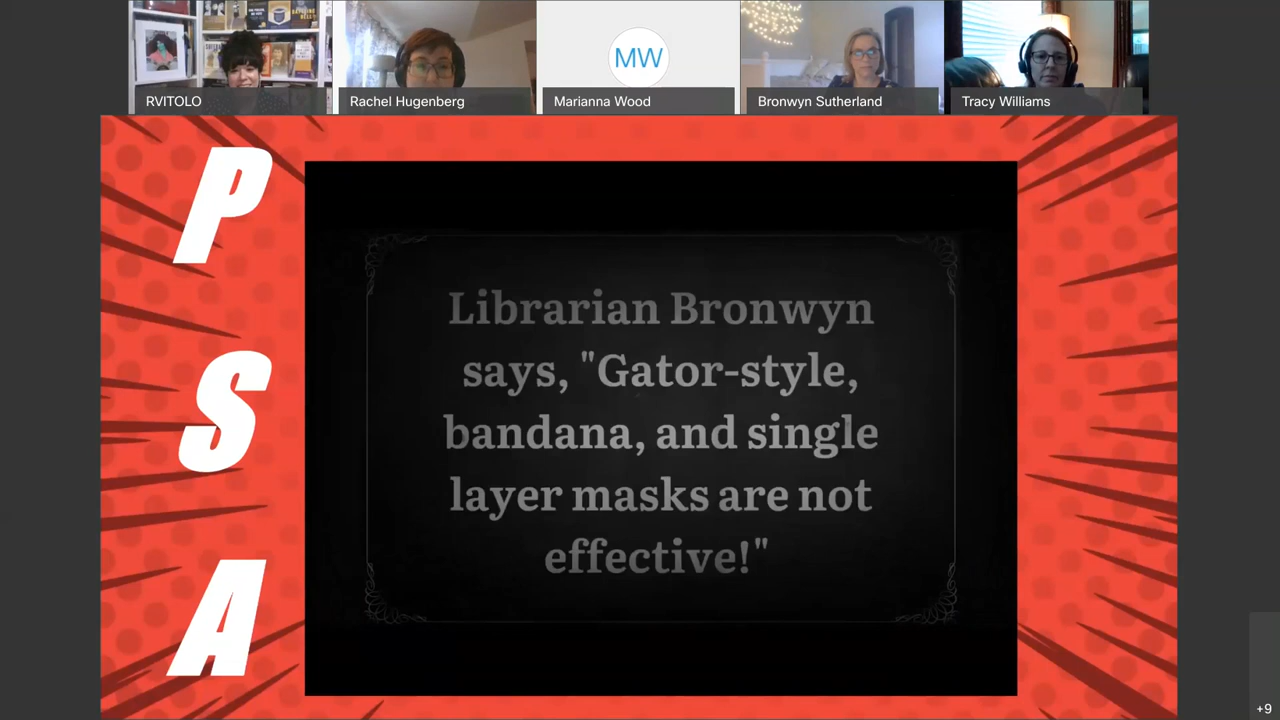 MW
RVITOLO
Rachel Hugenberg
Marianna Wood
Bronwyn Sutherland
Tracy Williams
P
S
A
Librarian Bronwyn
says, "Gator-style,
bandana, and single
layer masks are not
effective!"
+9